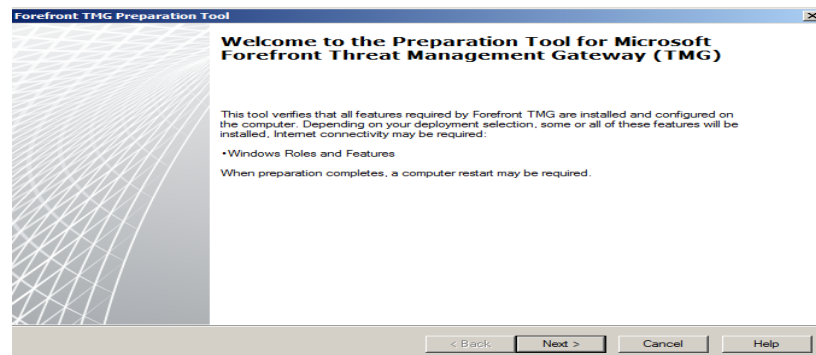 Forefront TMG Preparation Tool
Welcome to the Preparation Tool for Microsoft
Forefront Threat Management Gateway (TMG)
This tool verifies that all features required by Forefront TMG are installed and configured on
the computer. Depending on your deployment selection, some or all of these features will be
installed, Internet connectivity may be required:
•Windows Roles and Features
When preparation completes, a computer restart may be required.
< Back Next > Cancel Help